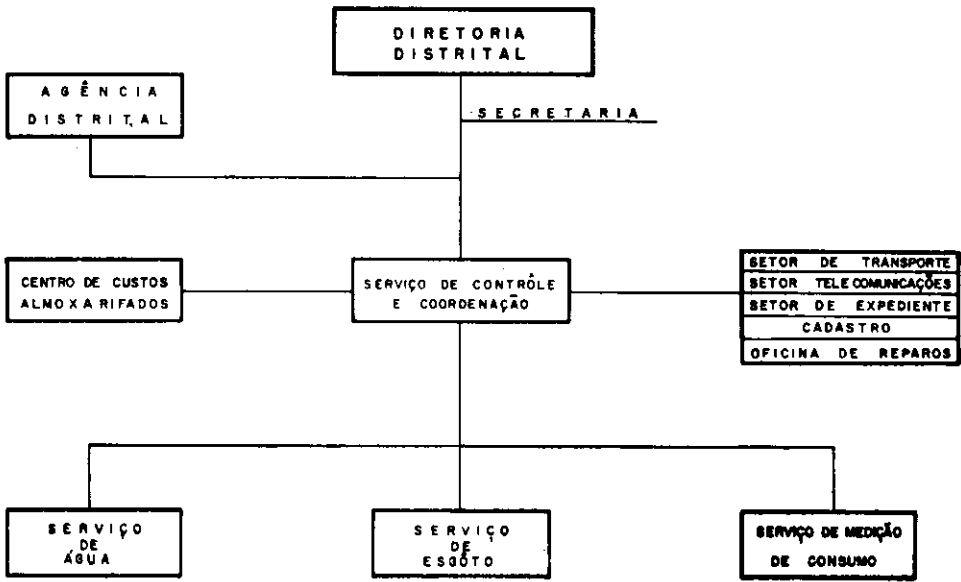 DIRETORIA
DISTRITAL
AGÊNCIA
DISTRITAL
SECRETARIA
CENTRO DE CUSTOS
ALMOXARIFADOS
SERVIÇO DE CONTRÔLE
E COORDENAÇÃO
SETOR DE TRANSPORTE
SETOR TELECOMUNICAÇÕES
SETOR DE EXPEDIENTE
CADASTRO
OFICINA DE REPAROS
SERVIÇO
DE
ÁGUA
SERVIÇO
DE
ESGÔTO
SERVIÇO DE MEDIÇÃO
DE CONSUMO